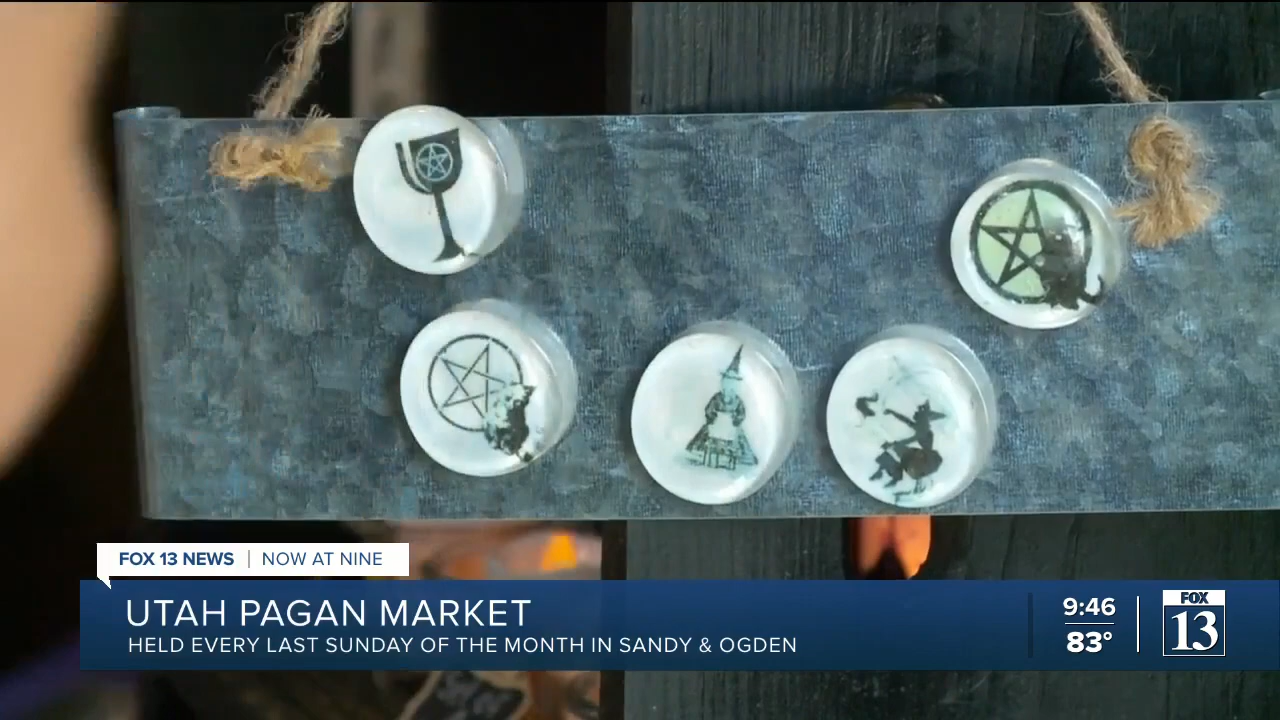 FOX 13 NEWS | NOW AT NINE
UTAH PAGAN MARKET
HELD EVERY LAST SUNDAY OF THE MONTH IN SANDY & OGDEN
9:46
83°
FOX
13